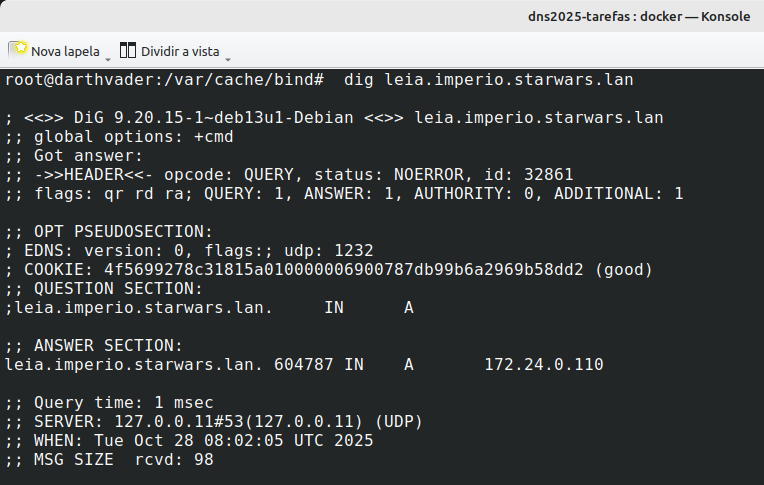 dns2025-tarefas : docker — Konsole
Nova lapela Dividir a vista
root@darthvader:/var/cache/bind#  dig leia.imperio.starwars.lan
; <<>> DiG 9.20.15-1~deb13u1-Debian <<>> leia.imperio.starwars.lan
;; global options: +cmd
;; Got answer:
;; ->>HEADER<<- opcode: QUERY, status: NOERROR, id: 32861
;; flags: qr rd ra; QUERY: 1, ANSWER: 1, AUTHORITY: 0, ADDITIONAL: 1
;; OPT PSEUDOSECTION:
; EDNS: version: 0, flags:; udp: 1232
; COOKIE: 4f5699278c31815a010000006900787db99b6a2969b58dd2 (good)
;; QUESTION SECTION:
;leia.imperio.starwars.lan.     IN      A
;; ANSWER SECTION:
leia.imperio.starwars.lan. 604787 IN    A       172.24.0.110
;; Query time: 1 msec
;; SERVER: 127.0.0.11#53(127.0.0.11) (UDP)
;; WHEN: Tue Oct 28 08:02:05 UTC 2025
;; MSG SIZE  rcvd: 98